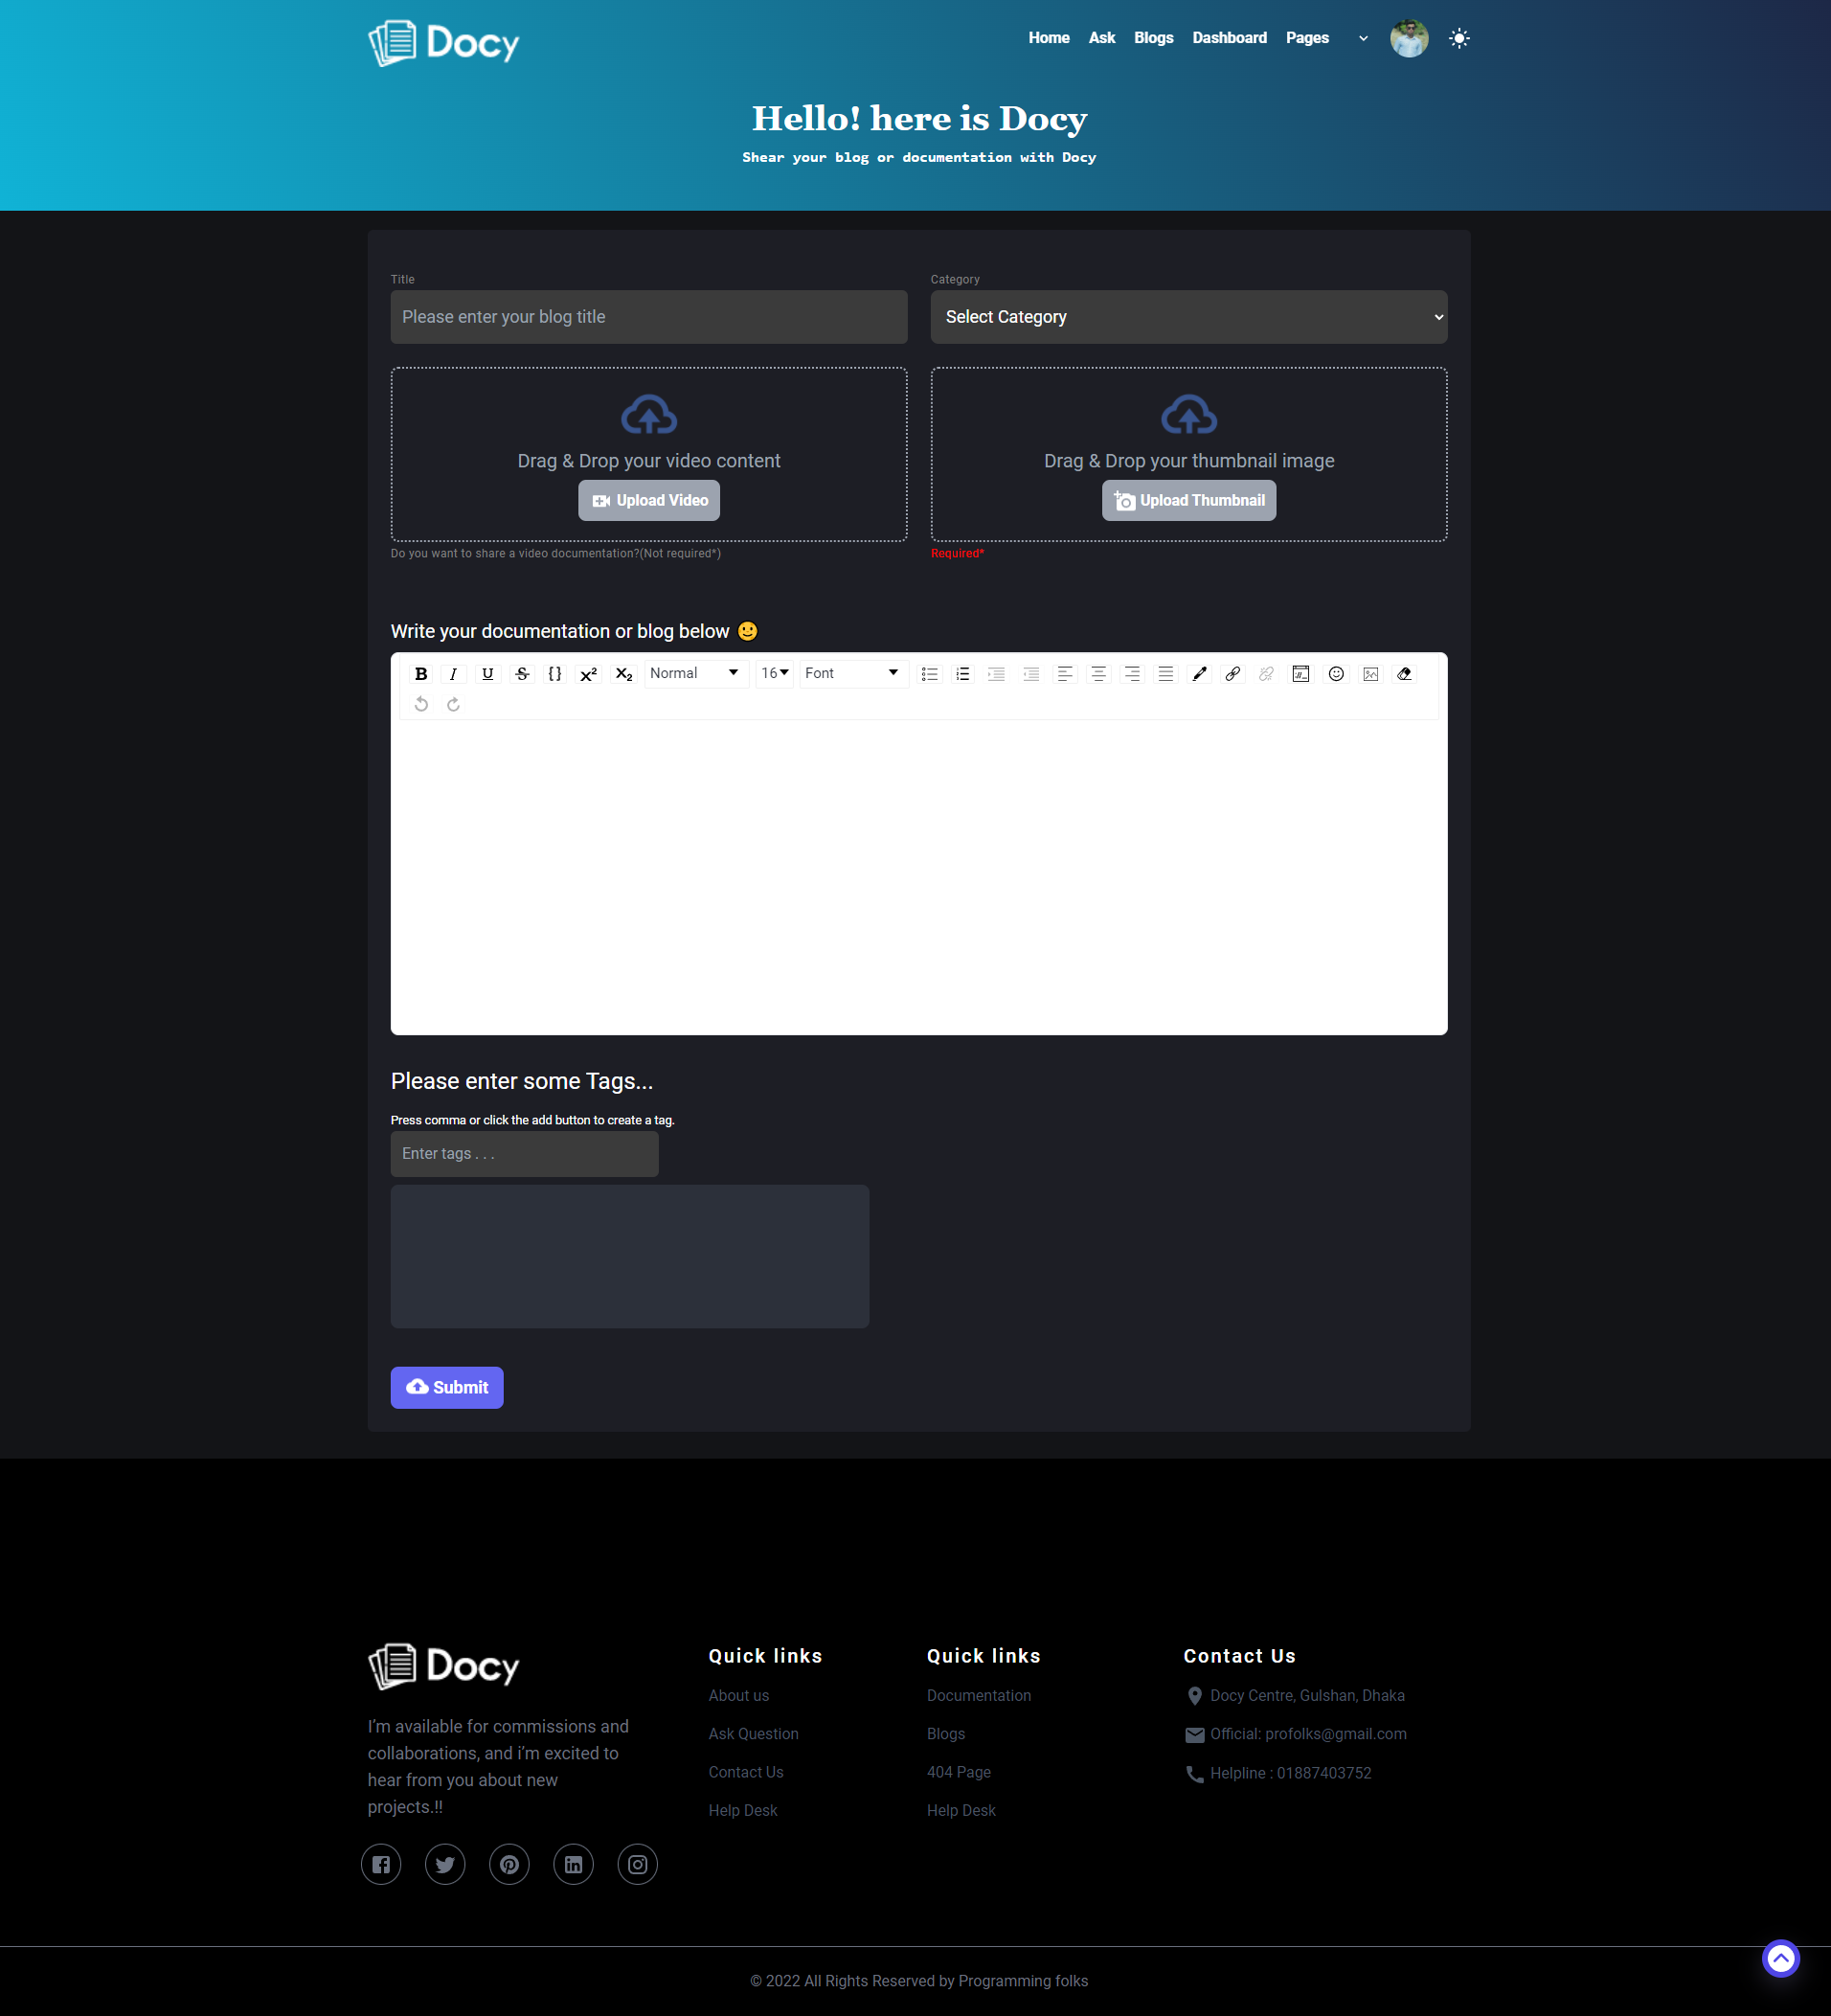 Docy
Home Ask Blogs Dashboard Pages
Hello! here is Docy
Shear your blog or documentation with Docy
Title
Category
Please enter your blog title
Select Category
Drag & Drop your video content
Drag & Drop your thumbnail image
Upload Video
Upload Thumbnail
Do you want to share a video documentation?(Not required*)
Required*
Write your documentation or blog below 🙂
Normal 16 Font
Please enter some Tags...
Press comma or click the add button to create a tag.
Enter tags . . .
Submit
Docy
I'm available for commissions and
collaborations, and i'm excited to
hear from you about new
projects.!!
Quick links
About us
Ask Question
Contact Us
Help Desk
Quick links
Documentation
Blogs
404 Page
Help Desk
Contact Us
Docy Centre, Gulshan, Dhaka
Official: profolks@gmail.com
Helpline : 01887403752
© 2022 All Rights Reserved by Programming folks